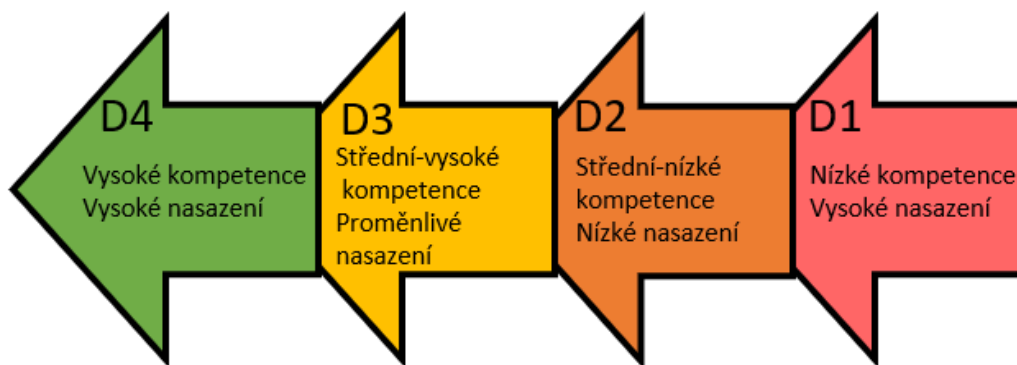 D4
Vysoké kompetence
Vysoké nasazení
D3
Střední-vysoké
kompetence
Proměnlivé
nasazení
D2
Střední-nízké
kompetence
Nízké nasazení
D1
Nízké kompetence
Vysoké nasazení